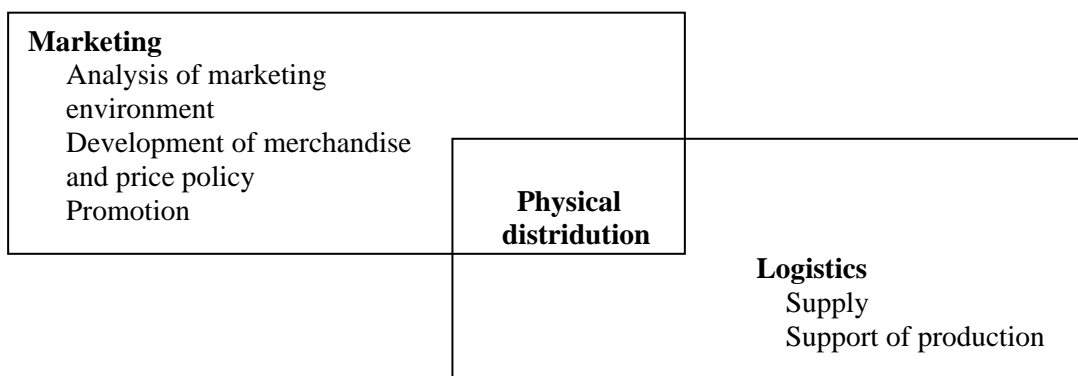 Marketing
Analysis of marketing
environment
Development of merchandise
and price policy
Promotion
Physical
distridution
Logistics
Supply
Support of production